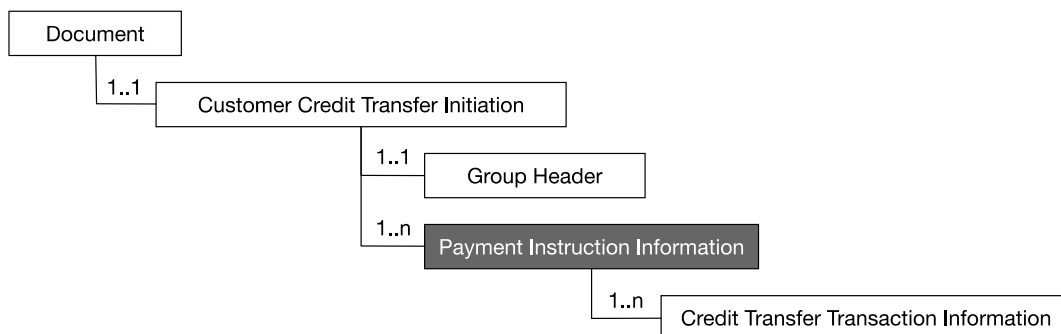 Document
1..1
Customer Credit Transfer Initiation
1..1
Group Header
1..n
Payment Instruction Information
1..n
Credit Transfer Transaction Information